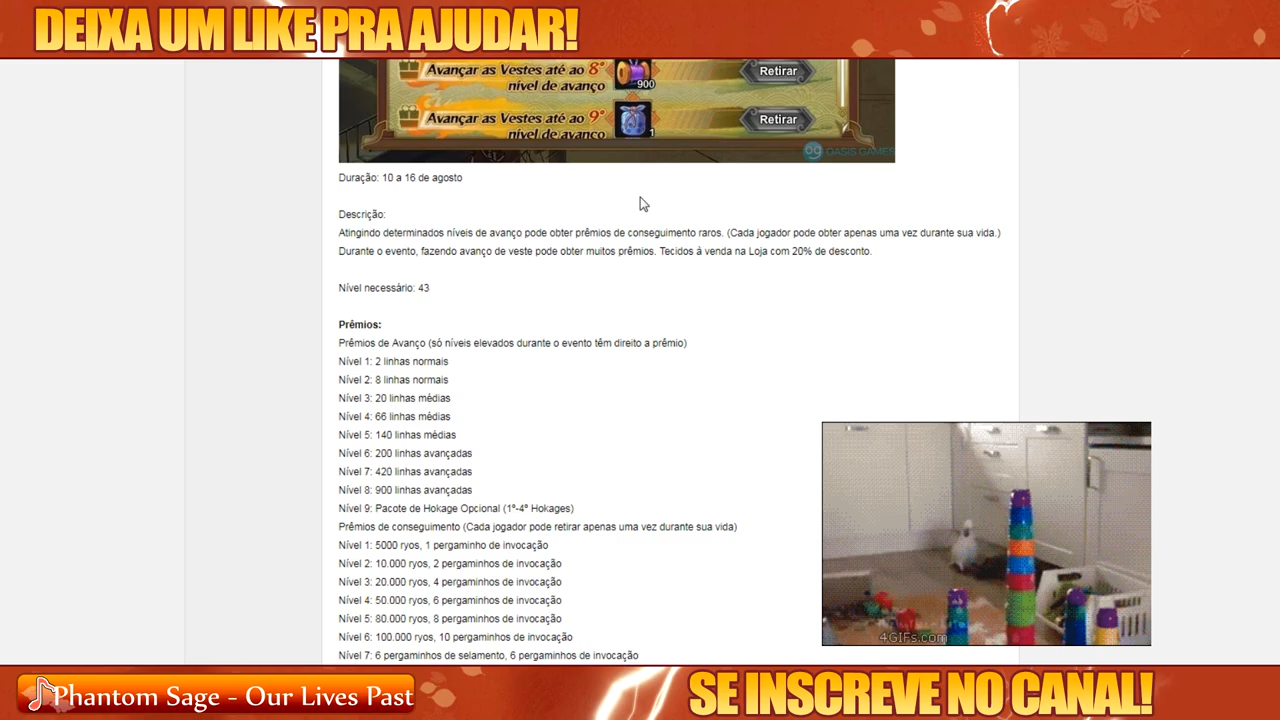 DEIXA UM LIKE PRA AJUDAR!
Avançar as Vestes até ao 8°
nível de avanço
900
Retirar
Avançar as Vestes até ao 9°
nível de avanço
1
Retirar
og OASIS GAMES
Duração: 10 a 16 de agosto
Descrição:
Atingindo determinados níveis de avanço pode obter prêmios de conseguimento raros. (Cada jogador pode obter apenas uma vez durante sua vida.)
Durante o evento, fazendo avanço de veste pode obter muitos prêmios. Tecidos à venda na Loja com 20% de desconto.
Nível necessário: 43
Prêmios:
Prêmios de Avanço (só níveis elevados durante o evento têm direito a prêmio)
Nível 1: 2 linhas normais
Nível 2: 8 linhas normais
Nível 3: 20 linhas médias
Nível 4: 66 linhas médias
Nível 5: 140 linhas médias
Nível 6: 200 linhas avançadas
Nível 7: 420 linhas avançadas
Nível 8: 900 linhas avançadas
Nível 9: Pacote de Hokage Opcional (1º-4º Hokages)
Prêmios de conseguimento (Cada jogador pode retirar apenas uma vez durante sua vida)
Nível 1: 5000 ryos, 1 pergaminho de invocação
Nível 2: 10.000 ryos, 2 pergaminhos de invocação
Nível 3: 20.000 ryos, 4 pergaminhos de invocação
Nível 4: 50.000 ryos, 6 pergaminhos de invocação
Nível 5: 80.000 ryos, 8 pergaminhos de invocação
Nível 6: 100.000 ryos, 10 pergaminhos de invocação
Nível 7: 6 pergaminhos de selamento, 6 pergaminhos de invocação
4GIFs.com
Phantom Sage - Our Lives Past
SE INSCREVE NO CANAL!